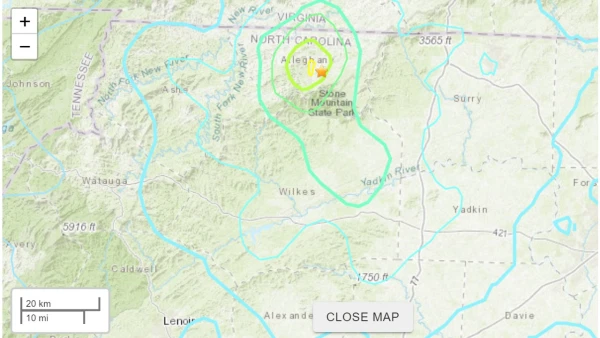 +
−
New River
VIRGINIA
NORTH CAROLINA
3565 ft
Alleghan
TENNESSEE
North Fork New River
South Fork New River
Johnson
Ashe
Stone
Mountain
State Park
Surry
Watauga
Wilkes
Yadkin River
Fors
Yadkin
5916 ft
421
Avery
Caldwell
1750 ft
77
20 km
10 mi
Lenoir
Alexander
CLOSE MAP
Davie